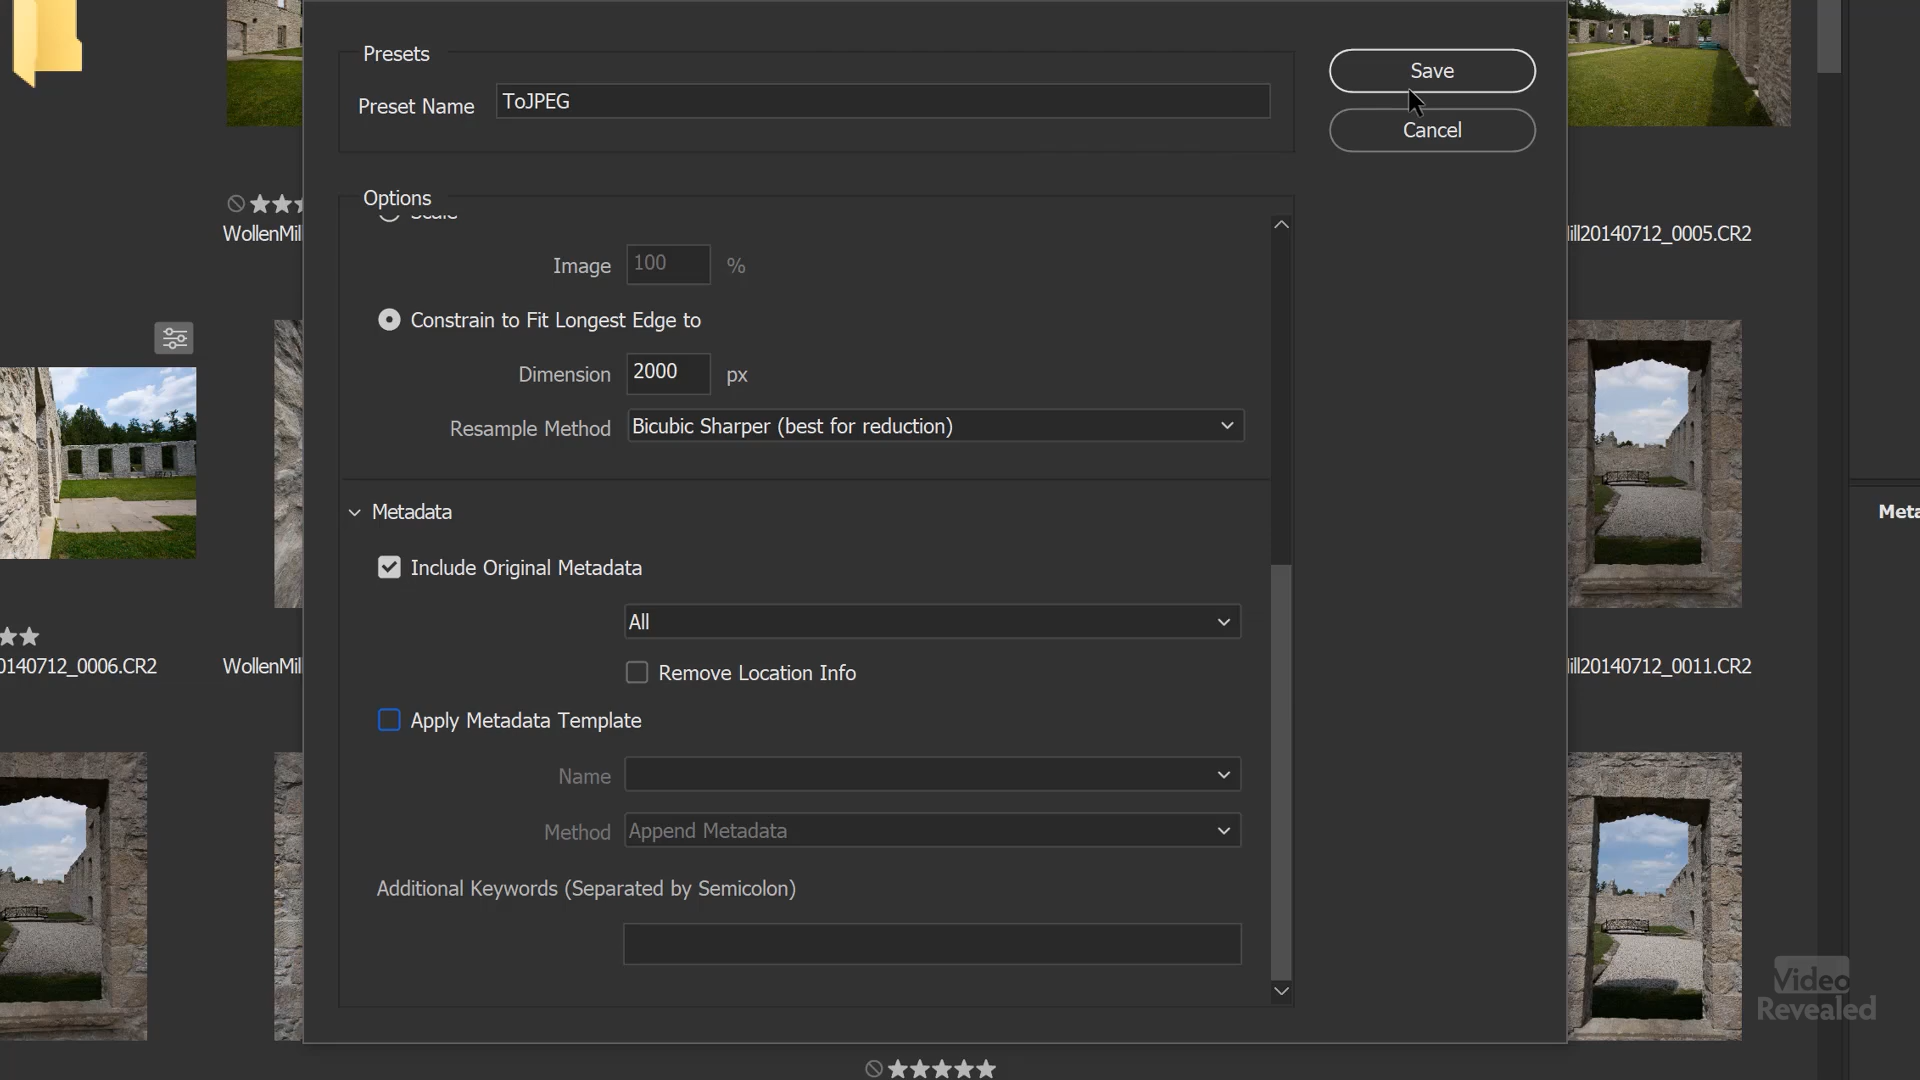 Presets
Preset Name
ToJPEG
Save
Cancel
Options
Scale
Image
100
%
Constrain to Fit Longest Edge to
Dimension
2000
px
Resample Method
Bicubic Sharper (best for reduction)
Metadata
Include Original Metadata
All
Remove Location Info
Apply Metadata Template
Name
Method
Append Metadata
Additional Keywords (Separated by Semicolon)
WollenMil
ill20140712_0005.CR2
0140712_0006.CR2
WollenMil
ill20140712_0011.CR2
Meta
Video
Revealed